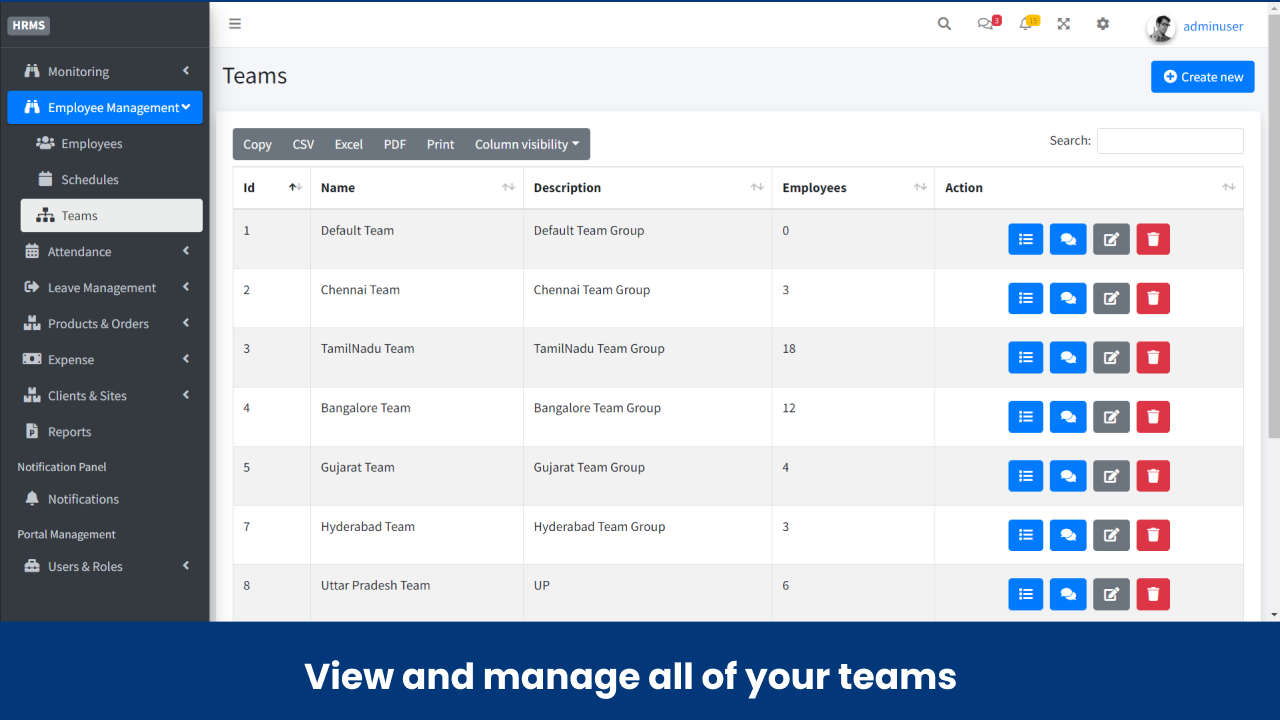 HRMS
3
15
adminuser
Monitoring
Employee Management
Employees
Schedules
Teams
Attendance
Leave Management
Products & Orders
Expense
Clients & Sites
Reports
Notification Panel
Notifications
Portal Management
Users & Roles
Teams
Create new
Copy CSV Excel PDF Print Column visibility
Search:
Id Name Description Employees Action
1 Default Team Default Team Group 0
2 Chennai Team Chennai Team Group 3
3 TamilNadu Team TamilNadu Team Group 18
4 Bangalore Team Bangalore Team Group 12
5 Gujarat Team Gujarat Team Group 4
7 Hyderabad Team Hyderabad Team Group 3
8 Uttar Pradesh Team UP 6
View and manage all of your teams